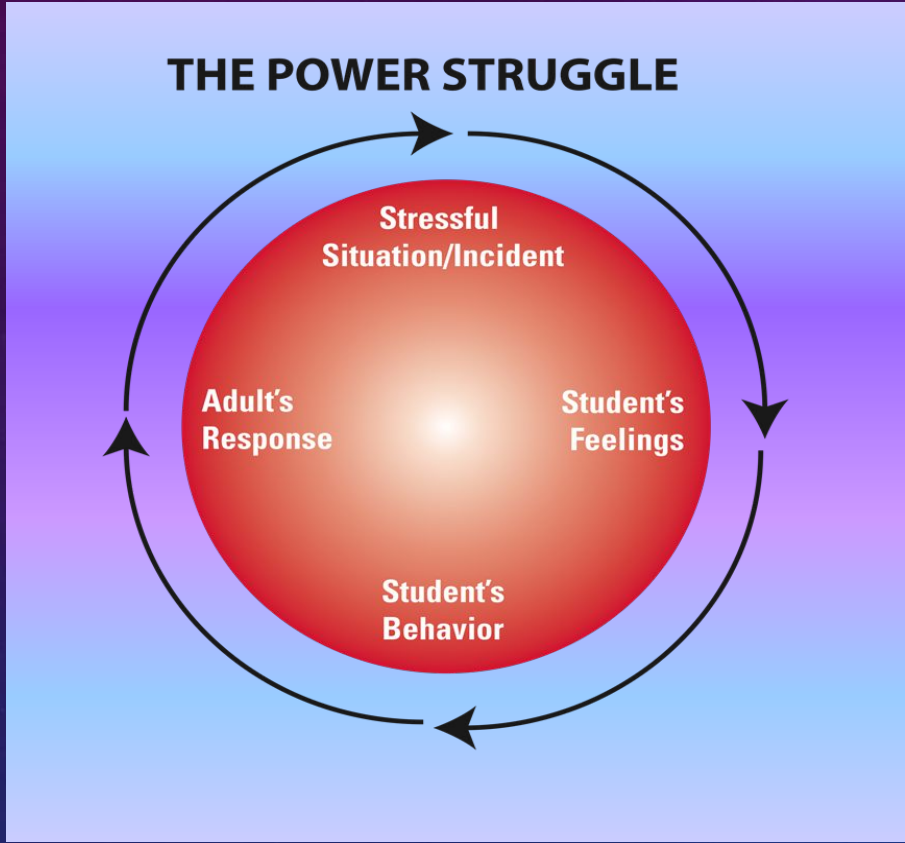 THE POWER STRUGGLE
Stressful
Situation/Incident
Adult's
Response
Student's
Feelings
Student's
Behavior